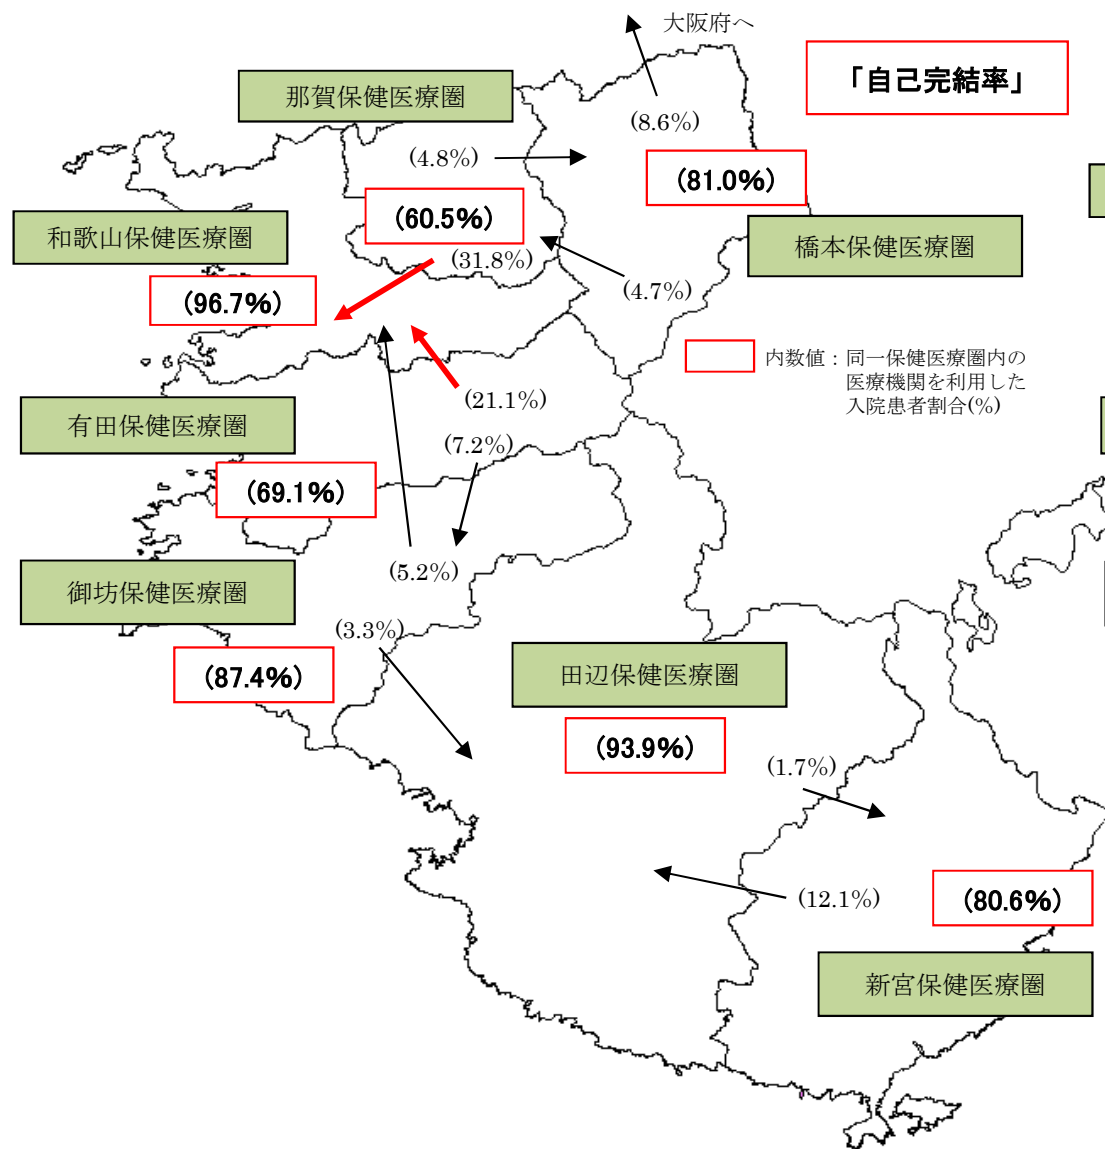 大阪府へ
「自己完結率」
那賀保健医療圏
(8.6%)
(4.8%)
(81.0%)
(60.5%)
和歌山保健医療圏
橋本保健医療圏
(31.8%)
(4.7%)
(96.7%)
内数値：同一保健医療圏内の
医療機関を利用した
入院患者割合(%)
(21.1%)
有田保健医療圏
(7.2%)
(69.1%)
(5.2%)
御坊保健医療圏
(3.3%)
(87.4%)
田辺保健医療圏
(93.9%)
(1.7%)
(12.1%)
(80.6%)
新宮保健医療圏